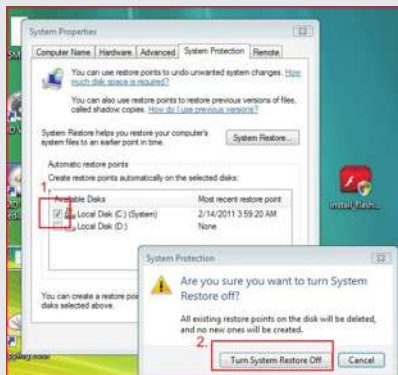 System Properties
Computer Name Hardware Advanced System Protection Remote
You can use restore points to undo unwanted system changes. How
much disk space is required?
You can also use restore points to restore previous versions of files,
called shadow copies. How do I use previous versions?
System Restore helps you restore your computer's
system files to an earlier point in time.
System Restore...
Automatic restore points
Create restore points automatically on the selected disks:
1.
Available Disks Most recent restore point
Local Disk (C:) (System) 2/14/2011 3:59:20 AM
Local Disk (D:) None
System Protection
Are you sure you want to turn System
Restore off?
All existing restore points on the disk will be deleted,
and no new ones will be created.
You can create a restore poi
disks selected above.
2.
Turn System Restore Off Cancel